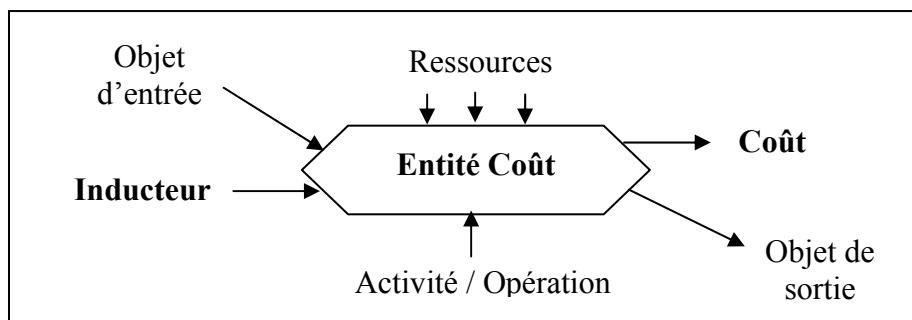 Objet
d’entrée
Ressources
Entité Coût
Coût
Inducteur
Activité / Opération
Objet de
sortie